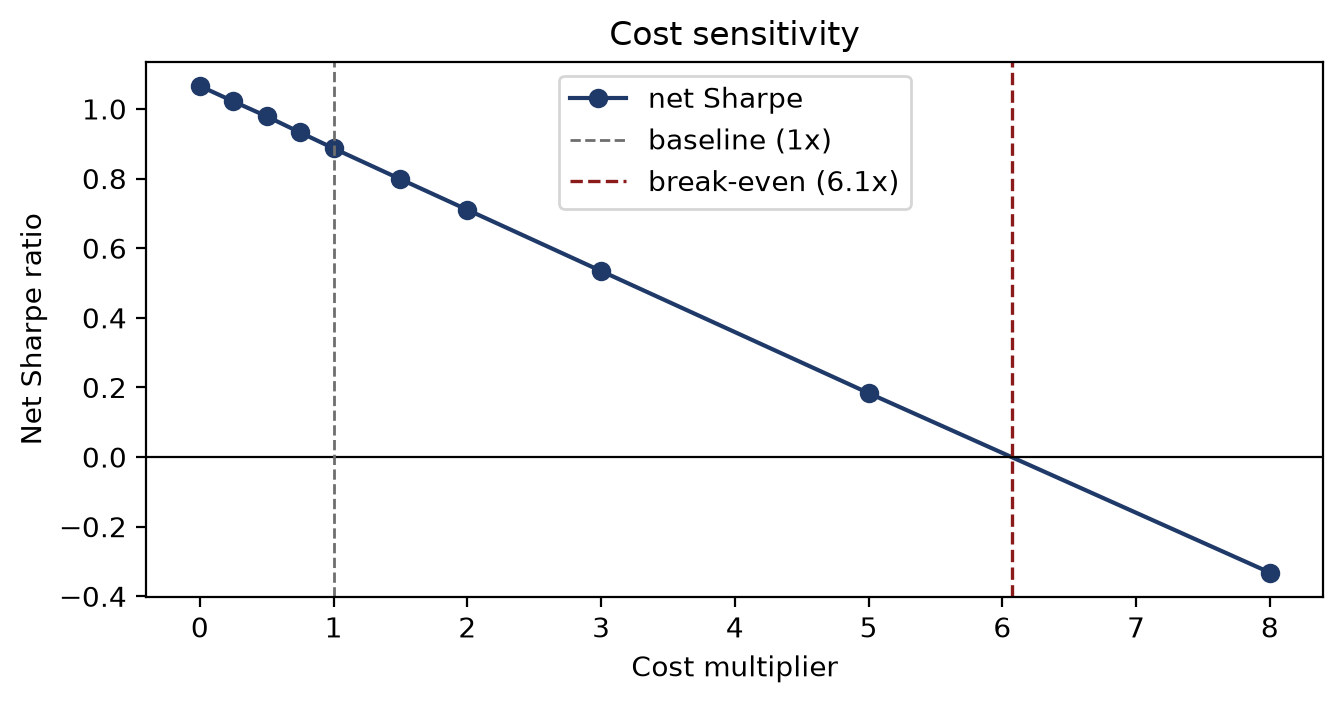 Cost sensitivity
net Sharpe
baseline (1x)
break-even (6.1x)
Net Sharpe ratio
1.0
0.8
0.6
0.4
0.2
0.0
−0.2
−0.4
0 1 2 3 4 5 6 7 8
Cost multiplier